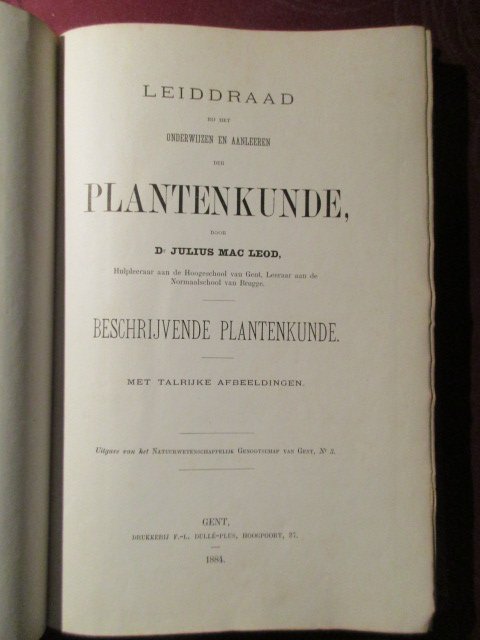 LEIDDRAAD
BIJ HET
ONDERWIJZEN EN AANLEEREN
DER
PLANTENKUNDE,
DOOR
Dr JULIUS MAC LEOD,
Hulpleeraar aan de Hoogeschool van Gent, Leeraar aan de
Normaalschool van Brugge.
BESCHRIJVENDE PLANTENKUNDE.
MET TALRIJKE AFBEELDINGEN.
Uitgave van het NATUURWETENSCHAPPELIJK GENOOTSCHAP VAN GENT, Nr 3.
GENT,
DRUKKERIJ F.-L. DULLÉ-PLUS, HOOGPOORT, 27.
1884.